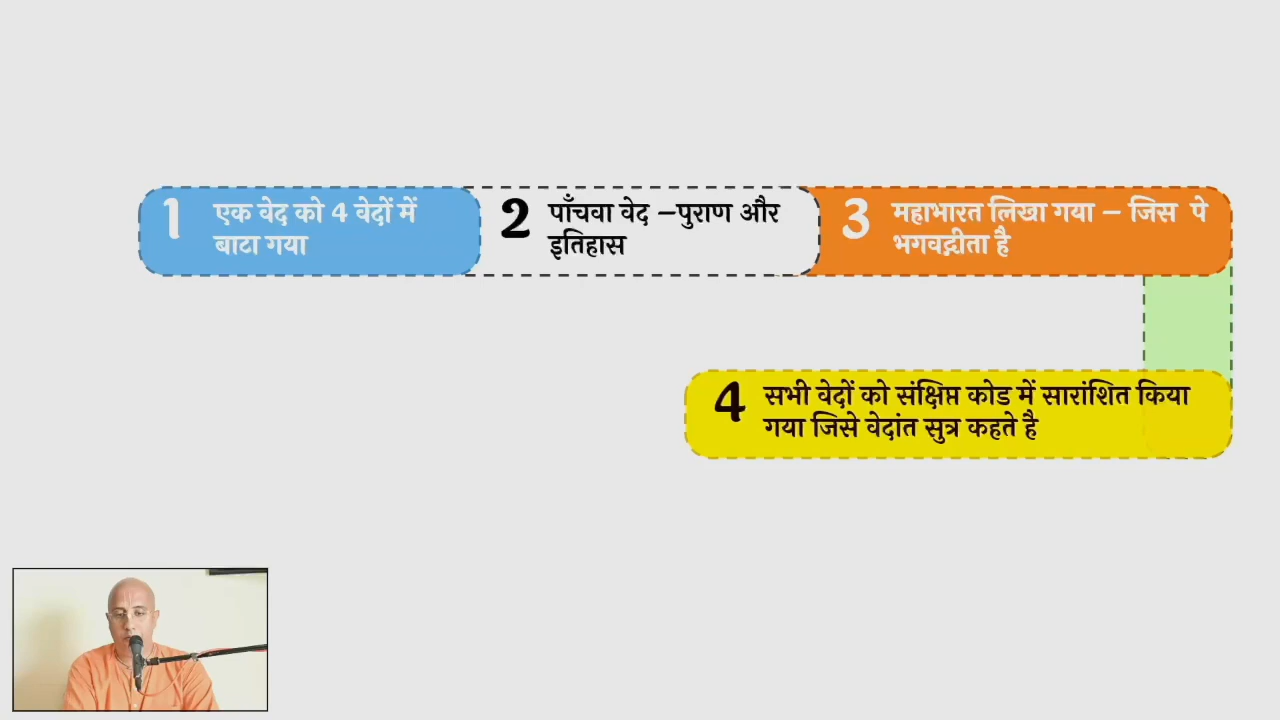 1 एक वेद को 4 वेदों में
बाटा गया
2 पाँचवा वेद –पुराण और
इतिहास
3 महाभारत लिखा गया – जिस पे
भगवद्गीता है
4 सभी वेदों को संक्षिप्त कोड में सारांशित किया
गया जिसे वेदांत सुत्र कहते है